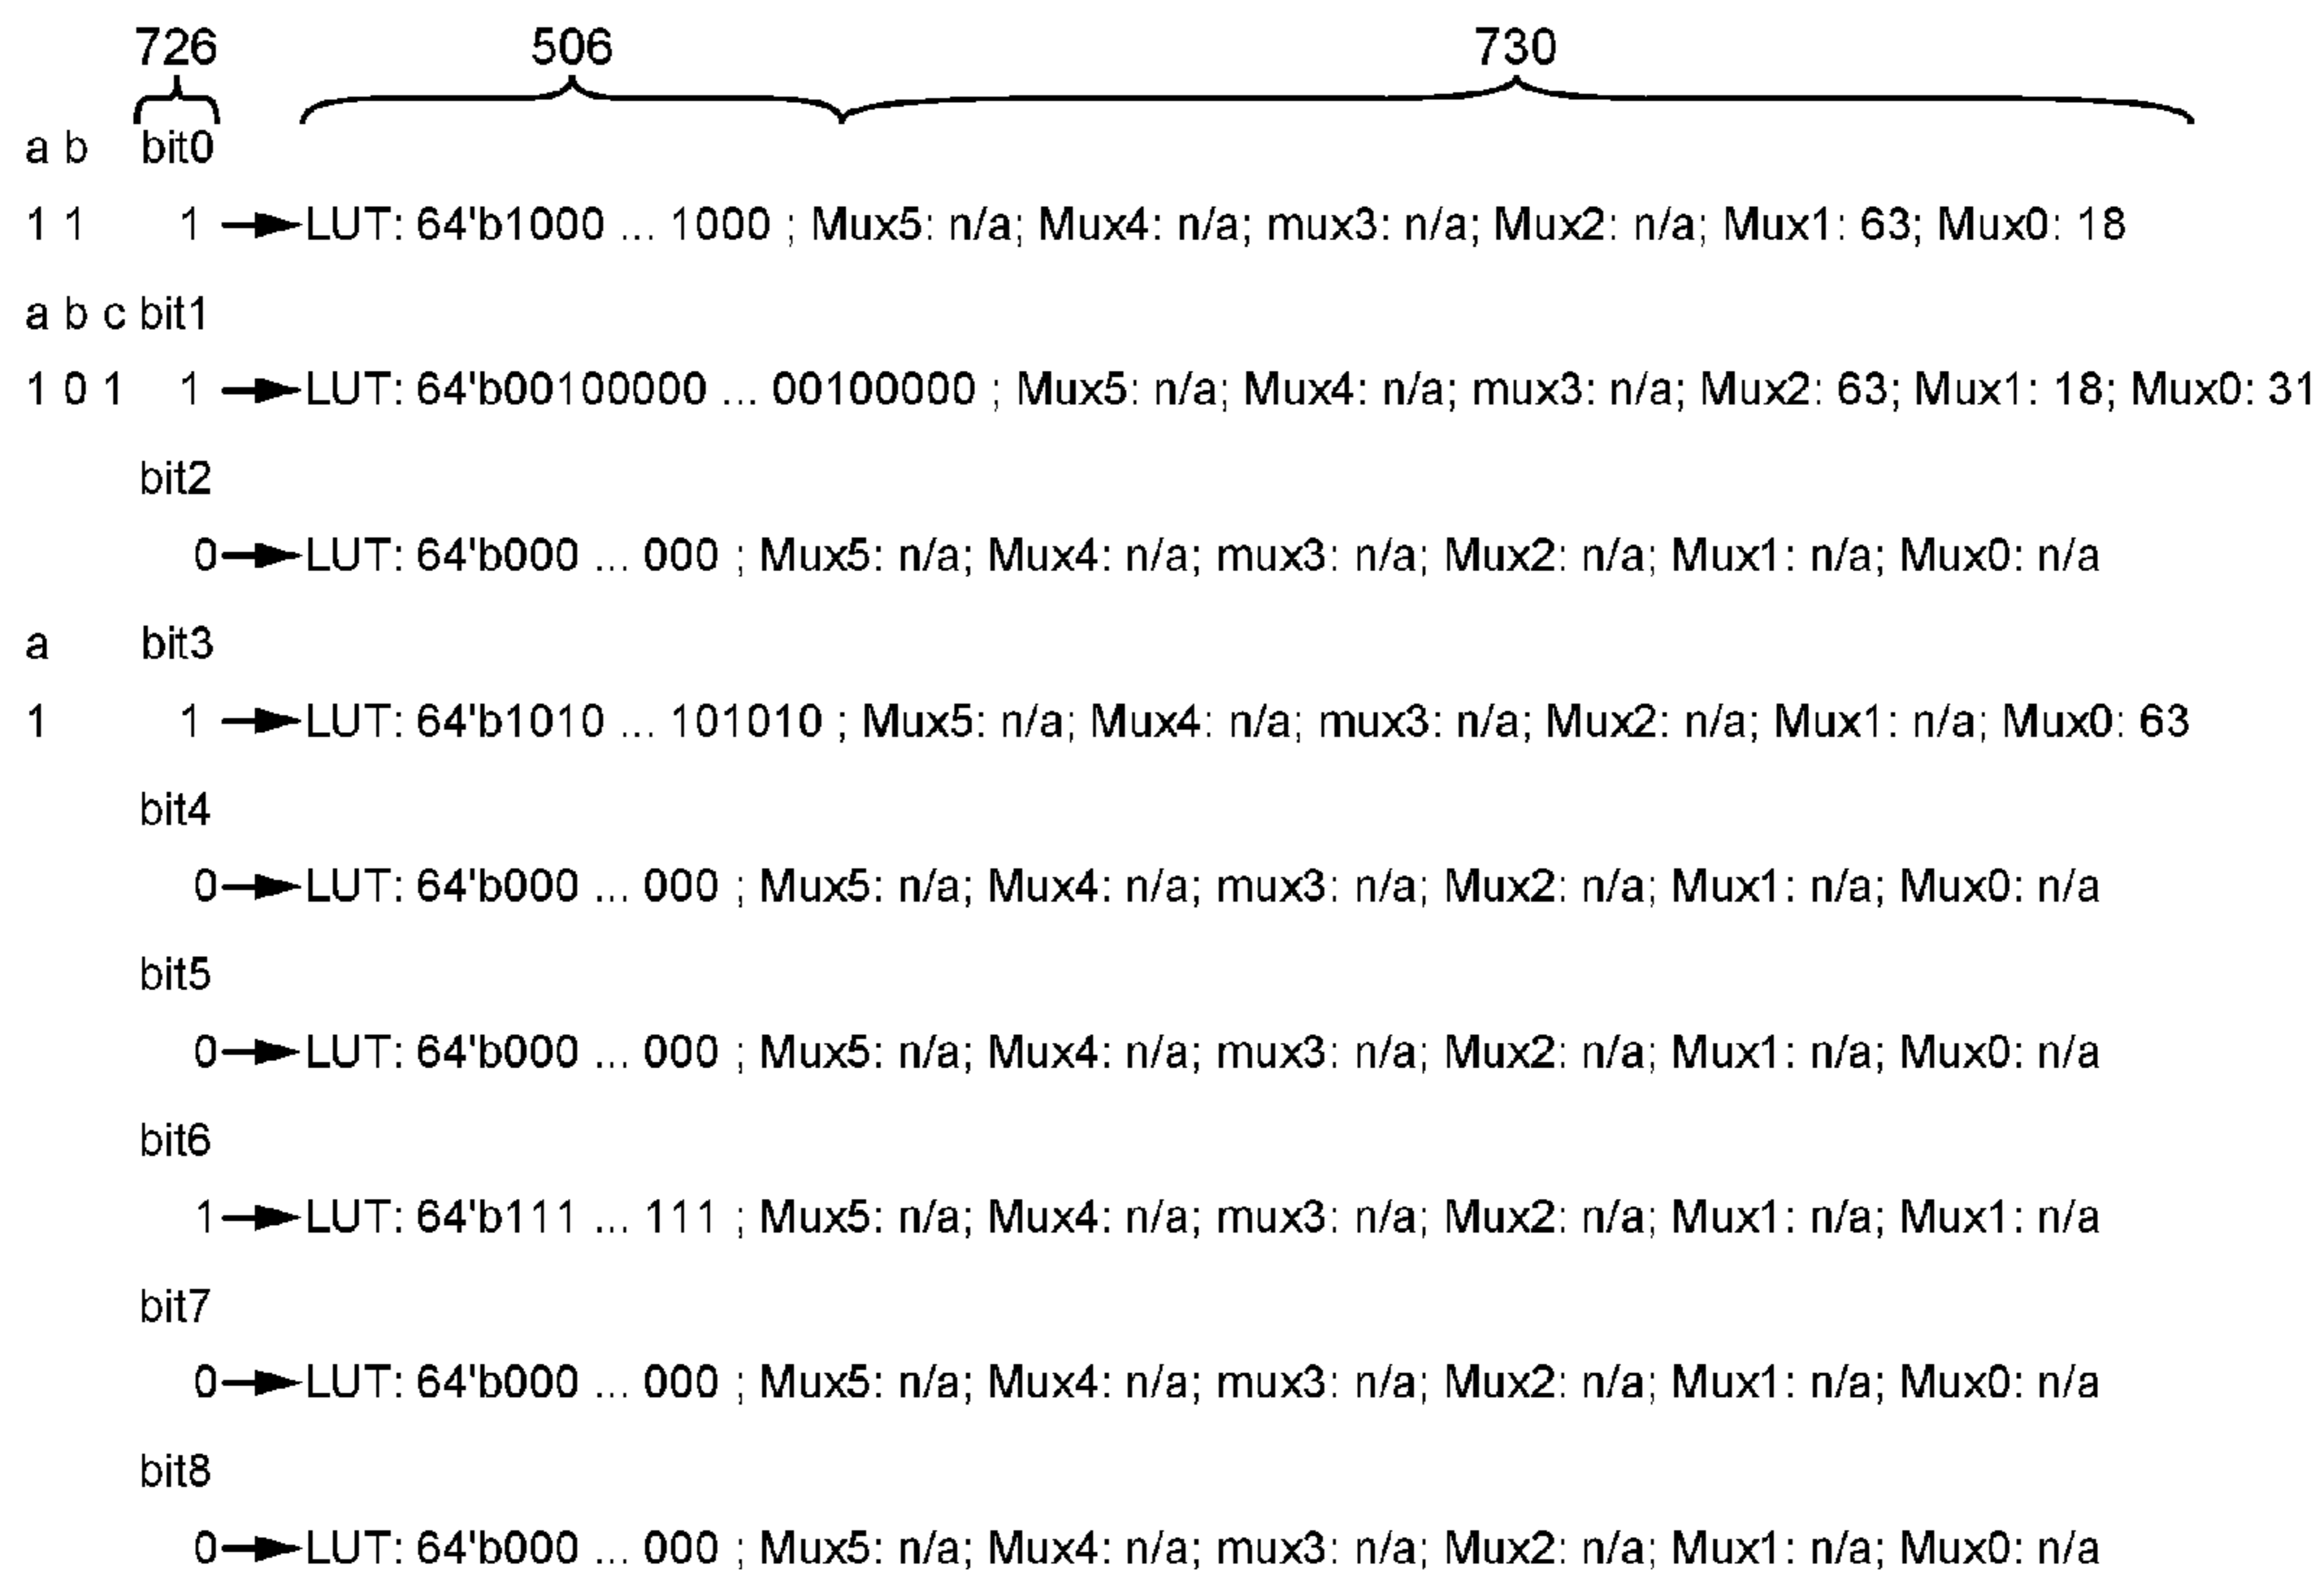 726 506 730
a b bit0
1 1 1 LUT: 64'b1000 ... 1000 ; Mux5: n/a; Mux4: n/a; mux3: n/a; Mux2: n/a; Mux1: 63; Mux0: 18
a b c bit1
1 0 1 1 LUT: 64'b00100000 ... 00100000 ; Mux5: n/a; Mux4: n/a; mux3: n/a; Mux2: 63; Mux1: 18; Mux0: 31
bit2
0 LUT: 64'b000 ... 000 ; Mux5: n/a; Mux4: n/a; mux3: n/a; Mux2: n/a; Mux1: n/a; Mux0: n/a
a bit3
1 1 LUT: 64'b1010 ... 101010 ; Mux5: n/a; Mux4: n/a; mux3: n/a; Mux2: n/a; Mux1: n/a; Mux0: 63
bit4
0 LUT: 64'b000 ... 000 ; Mux5: n/a; Mux4: n/a; mux3: n/a; Mux2: n/a; Mux1: n/a; Mux0: n/a
bit5
0 LUT: 64'b000 ... 000 ; Mux5: n/a; Mux4: n/a; mux3: n/a; Mux2: n/a; Mux1: n/a; Mux0: n/a
bit6
1 LUT: 64'b111 ... 111 ; Mux5: n/a; Mux4: n/a; mux3: n/a; Mux2: n/a; Mux1: n/a; Mux1: n/a
bit7
0 LUT: 64'b000 ... 000 ; Mux5: n/a; Mux4: n/a; mux3: n/a; Mux2: n/a; Mux1: n/a; Mux0: n/a
bit8
0 LUT: 64'b000 ... 000 ; Mux5: n/a; Mux4: n/a; mux3: n/a; Mux2: n/a; Mux1: n/a; Mux0: n/a